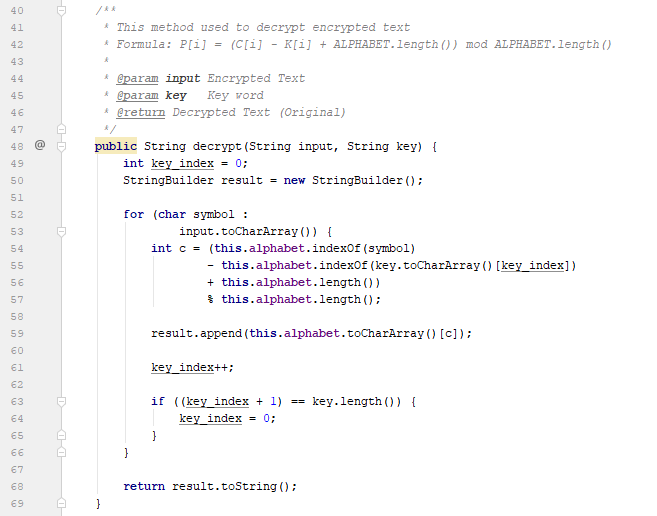 40 /**
41 * This method used to decrypt encrypted text
42 * Formula: P[i] = (C[i] - K[i] + ALPHABET.length()) mod ALPHABET.length()
43 *
44 * @param input Encrypted Text
45 * @param key Key word
46 * @return Decrypted Text (Original)
47 */
48 @ public String decrypt(String input, String key) {
49 int key_index = 0;
50 StringBuilder result = new StringBuilder();
51
52 for (char symbol :
53 input.toCharArray()) {
54 int c = (this.alphabet.indexOf(symbol)
55 - this.alphabet.indexOf(key.toCharArray()[key_index])
56 + this.alphabet.length())
57 % this.alphabet.length();
58
59 result.append(this.alphabet.toCharArray()[c]);
60
61 key_index++;
62
63 if ((key_index + 1) == key.length()) {
64 key_index = 0;
65 }
66 }
67
68 return result.toString();
69 }